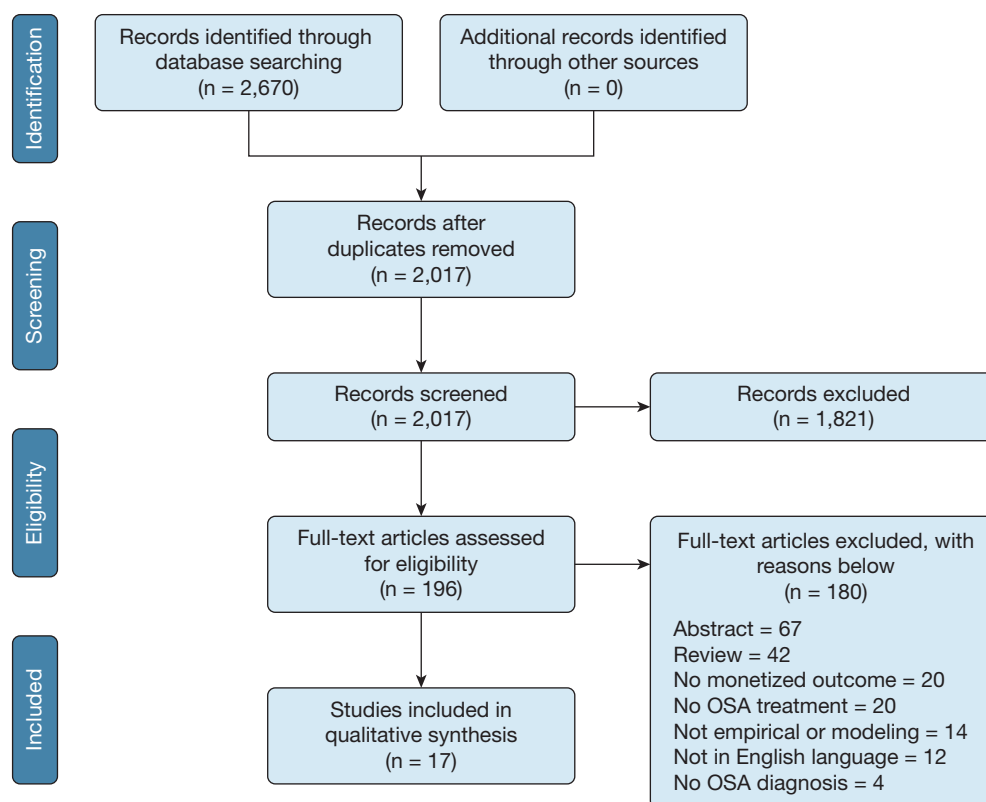 Identification
Records identified through
database searching
(n = 2,670)
Additional records identified
through other sources
(n = 0)
Screening
Records after
duplicates removed
(n = 2,017)
Records screened
(n = 2,017)
Records excluded
(n = 1,821)
Eligibility
Full-text articles assessed
for eligibility
(n = 196)
Full-text articles excluded, with
reasons below
(n = 180)
Abstract = 67
Review = 42
No monetized outcome = 20
No OSA treatment = 20
Not empirical or modeling = 14
Not in English language = 12
No OSA diagnosis = 4
Included
Studies included in
qualitative synthesis
(n = 17)